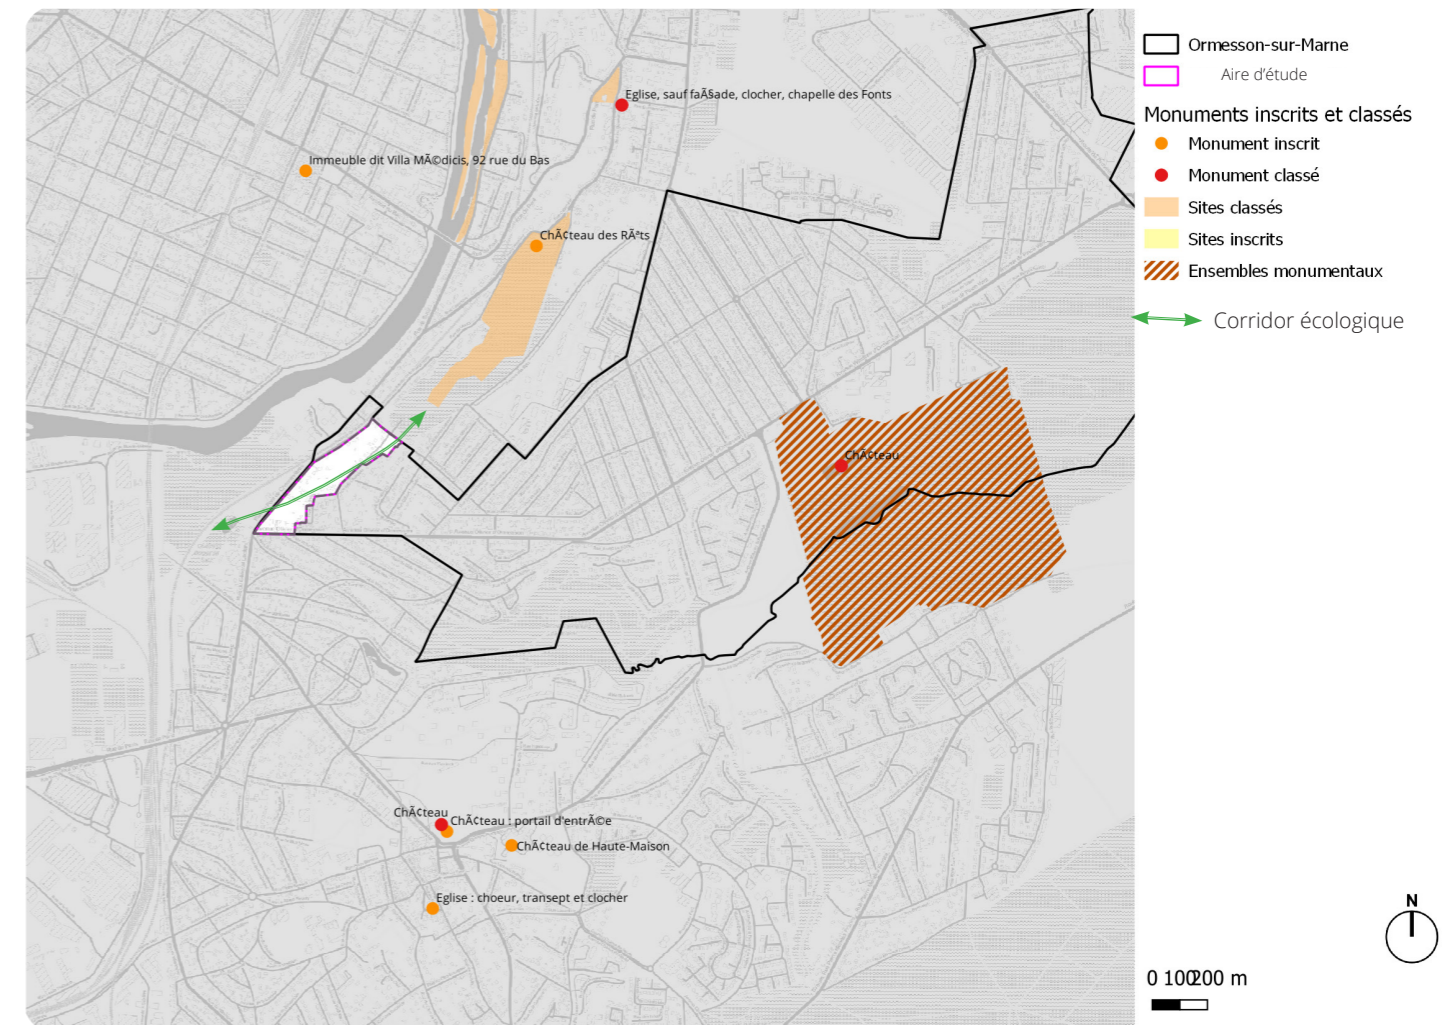 Ormesson-sur-Marne
Aire d'étude
Monuments inscrits et classés
Monument inscrit
Monument classé
Sites classés
Sites inscrits
Ensembles monumentaux
Corridor écologique
Eglise, sauf faÃ§ade, clocher, chapelle des Fonts
Immeuble dit Villa MÃ©dicis, 92 rue du Bas
ChÃ¢teau des RÃªts
ChÃ¢teau
ChÃ¢teau
ChÃ¢teau : portail d'entrÃ©e
ChÃ¢teau de Haute-Maison
Eglise : choeur, transept et clocher
N
0 100200 m